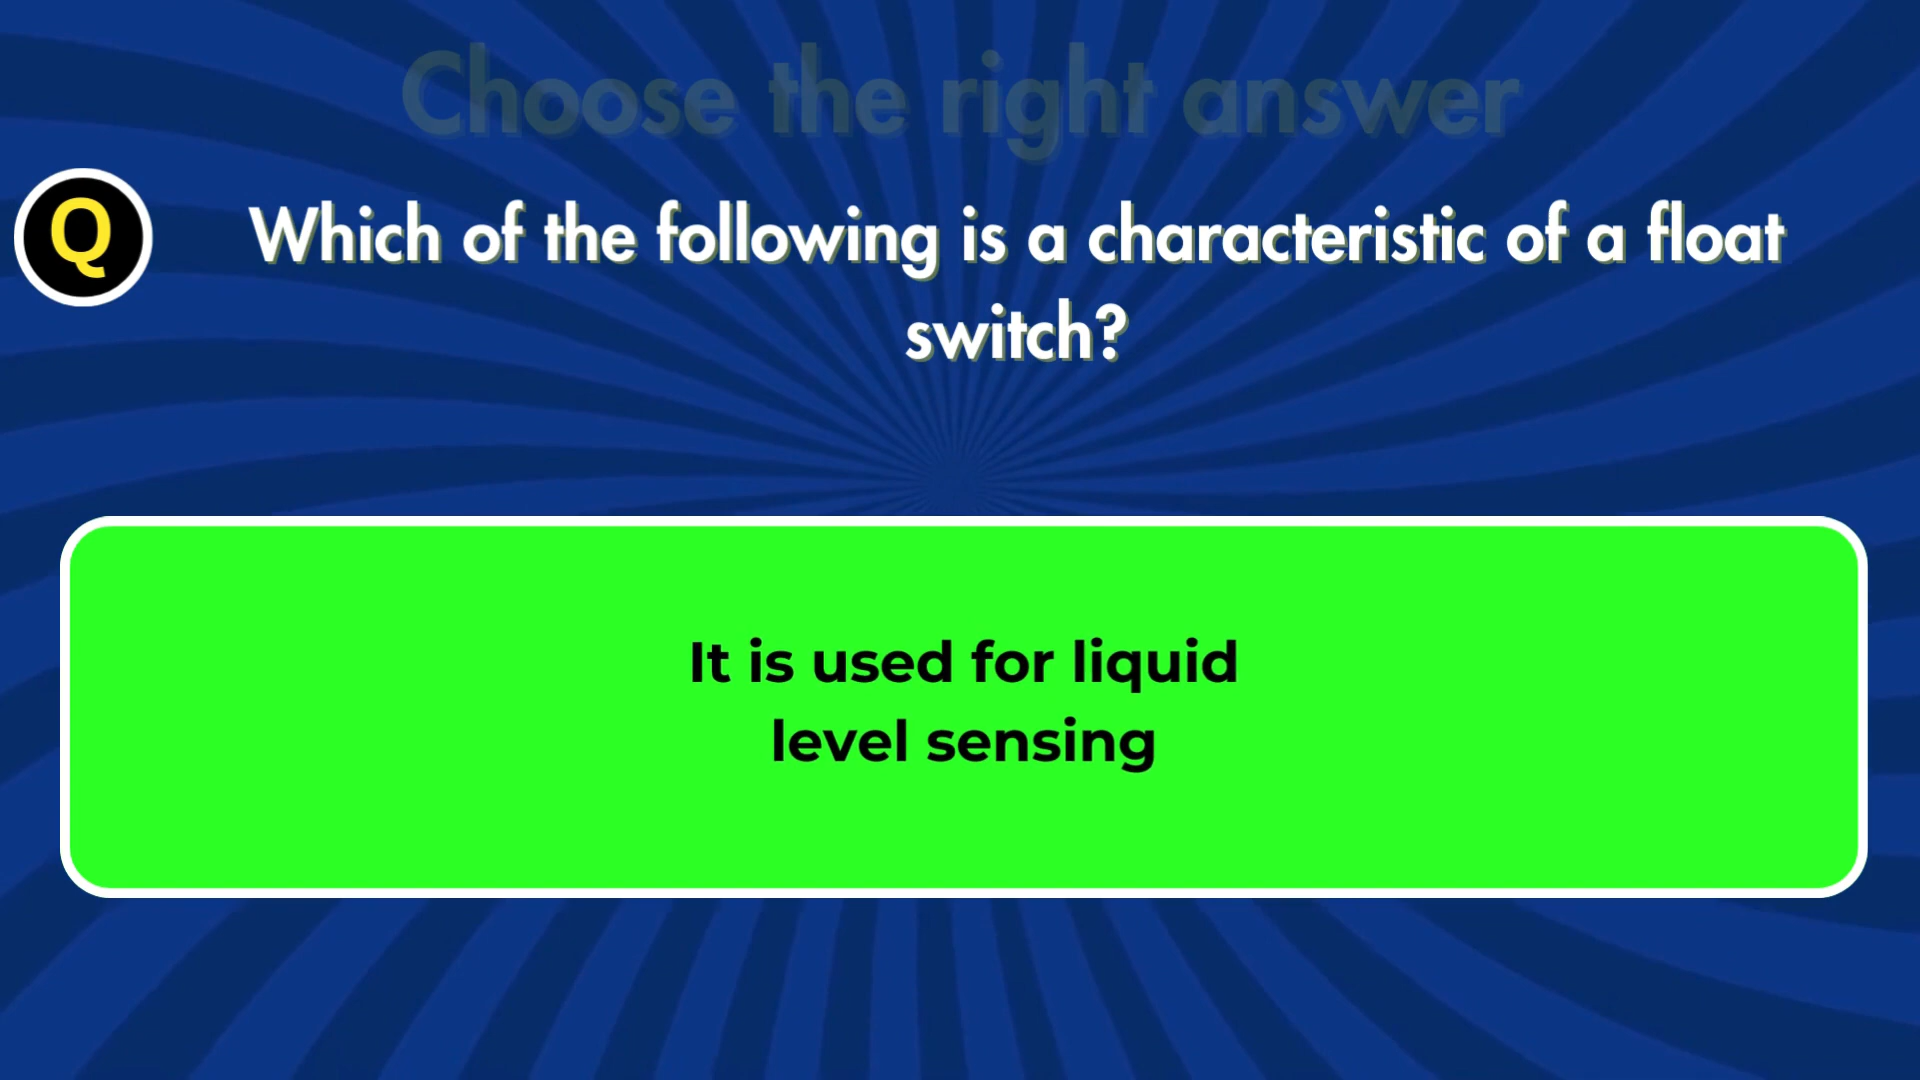 Choose the right answer
Q
Which of the following is a characteristic of a float
switch?
It is used for liquid
level sensing